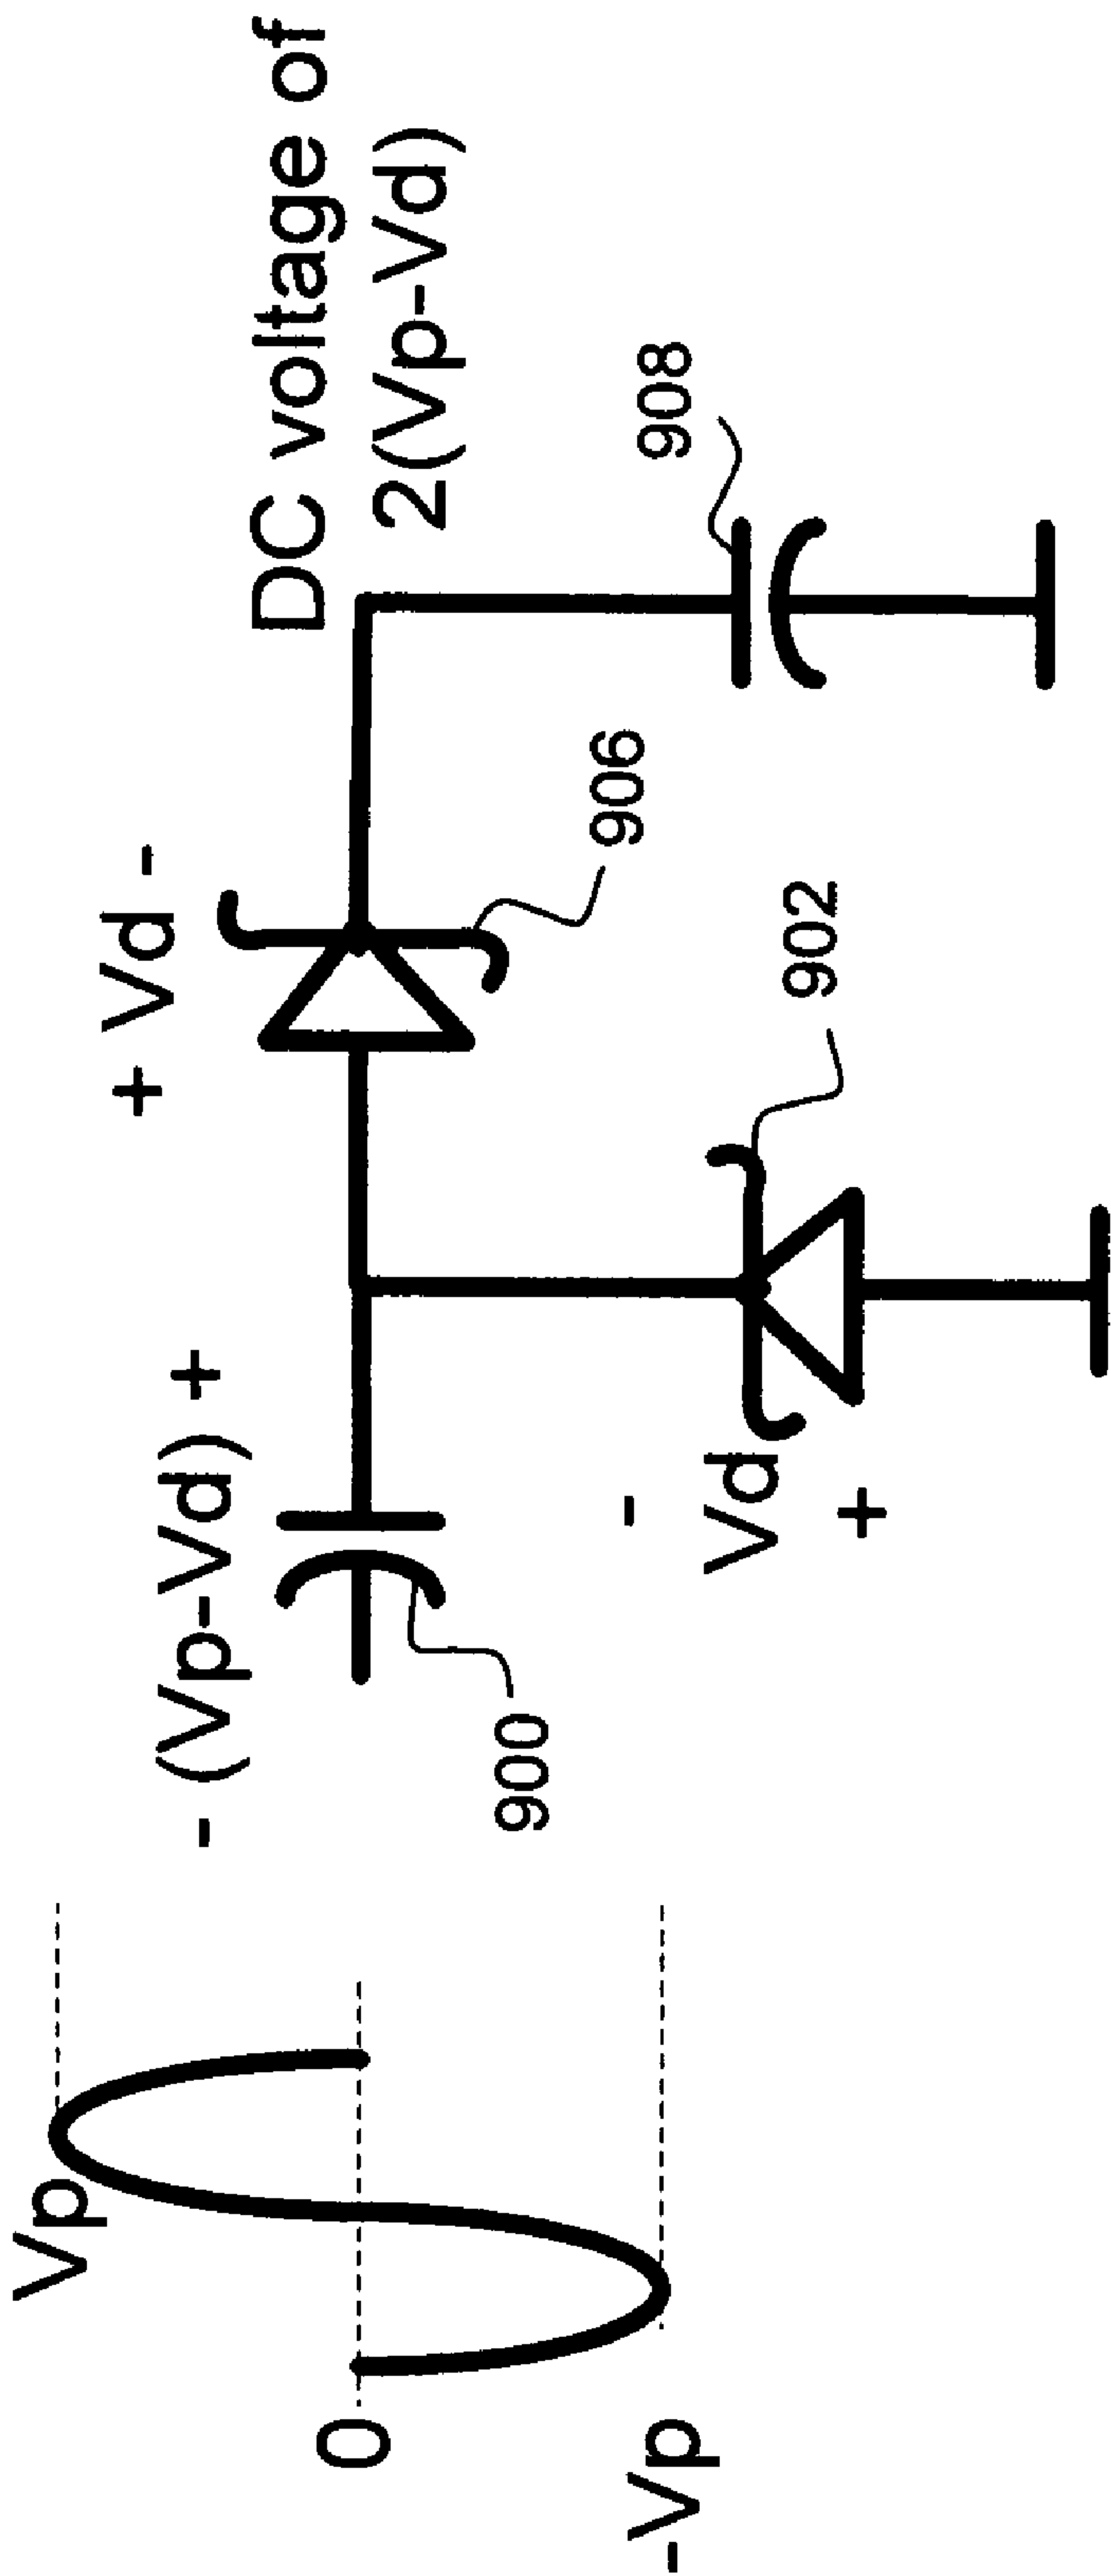 Vp
0
-Vp
- (Vp-Vd) +
900
+ Vd -
906
-
Vd
+
902
DC voltage of
2(Vp-Vd)
908